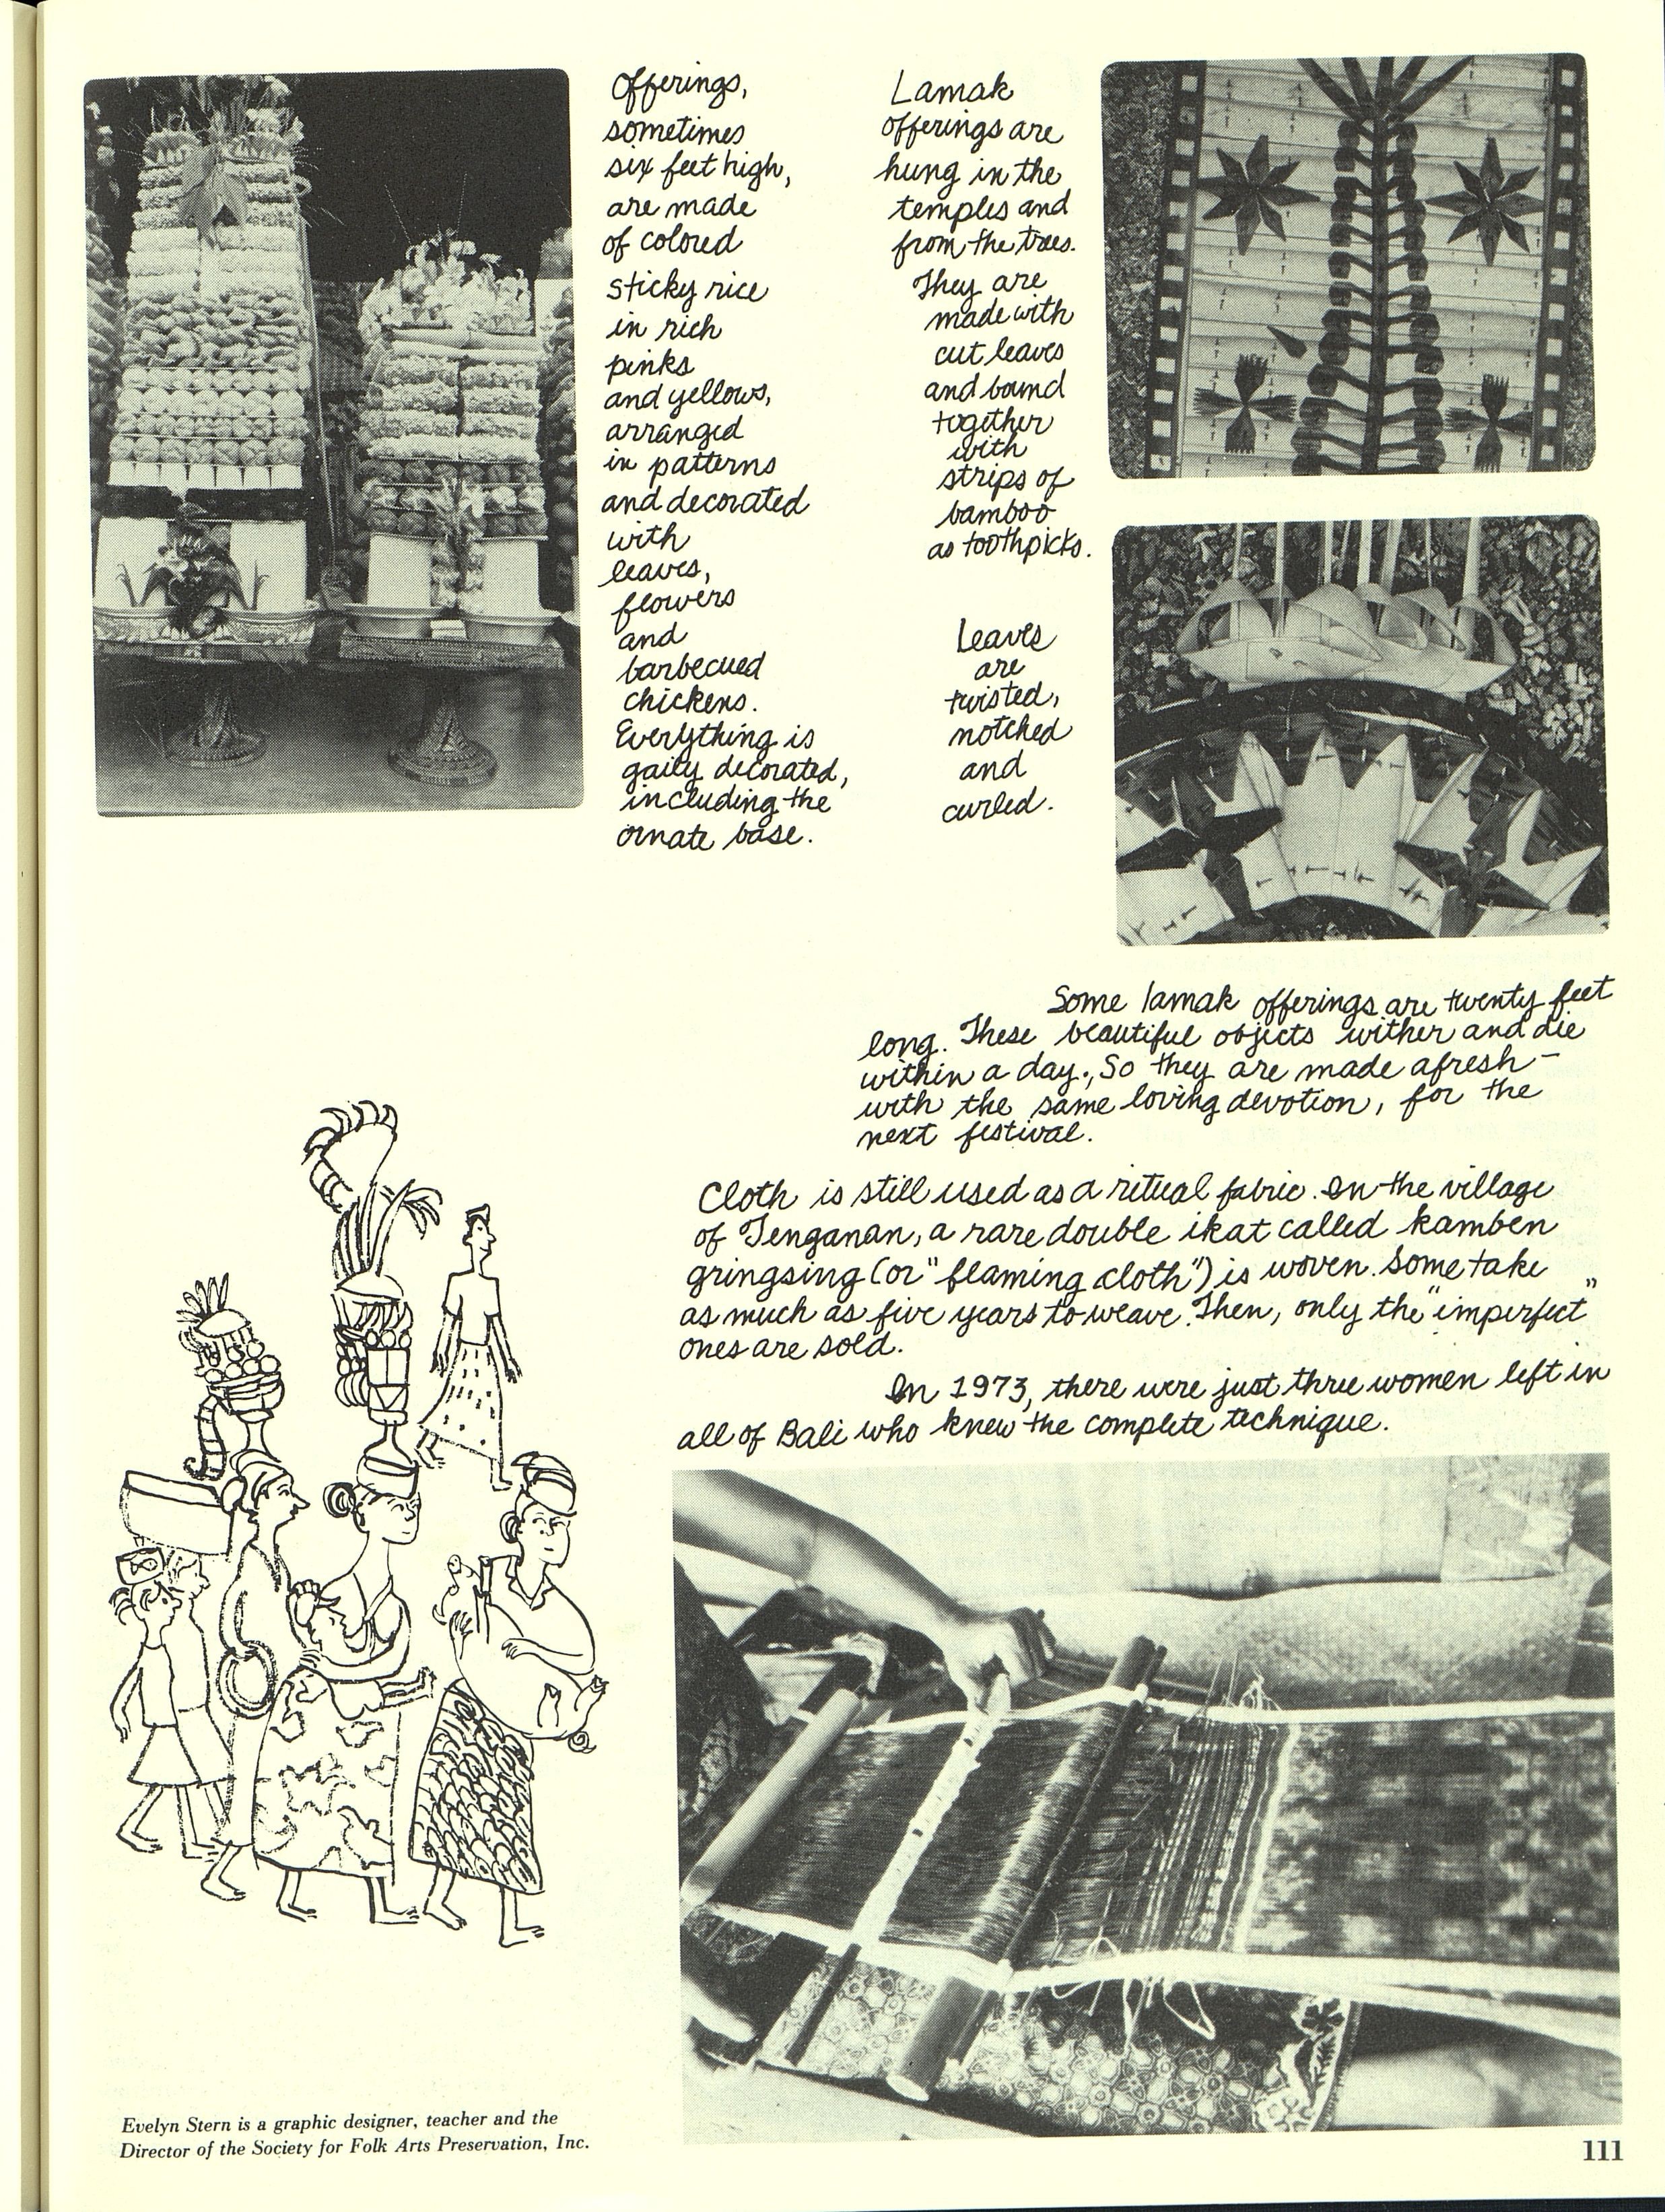 Offerings,
sometimes
six feet high,
are made
of colored
sticky rice
in rich
pinks
and yellows,
arranged
in patterns
and decorated
with
leaves,
flowers
and
barbecued
chickens.
Everything is
gaily decorated,
including the
ornate base.
Lamak
offerings are
hung in the
temples and
from the trees.
They are
made with
cut leaves
and bound
together
with
strips of
bamboo
as toothpicks.
Leaves
are
twisted,
notched
and
curled.
Some lamak offerings are twenty feet
long. These beautiful objects wither and die
within a day., So they are made afresh –
with the same loving devotion, for the
next festival.
Cloth is still used as a ritual fabric. In the village
of Tenganan, a rare double ikat called kamben
gringsing (or "flaming cloth") is woven. Some take
as much as five years to weave. Then, only the "imperfect"
ones are sold.
In 1973, there were just three women left in
all of Bali who knew the complete technique.
Evelyn Stern is a graphic designer, teacher and the
Director of the Society for Folk Arts Preservation, Inc.
111